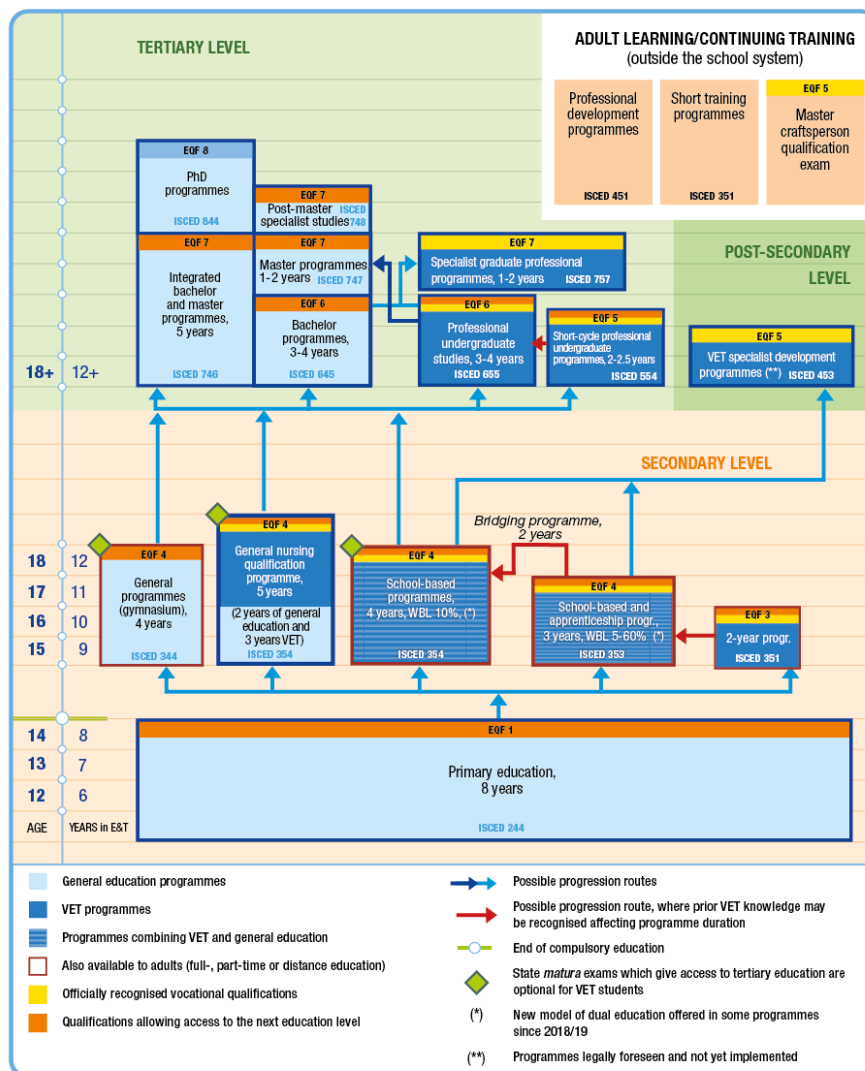 TERTIARY LEVEL
ADULT LEARNING/CONTINUING TRAINING
(outside the school system)
Professional
development
programmes
ISCED 451
Short training
programmes
ISCED 351
EQF 5
Master
craftsperson
qualification
exam
EQF 8
PhD
programmes
ISCED 844
EQF 7
Post-master ISCED
specialist studies 748
EQF 7
Integrated
bachelor
and master
programmes,
5 years
ISCED 746
EQF 7
Master programmes
1-2 years ISCED 747
EQF 6
Bachelor
programmes,
3-4 years
ISCED 645
EQF 7
Specialist graduate professional
programmes, 1-2 years ISCED 757
EQF 6
Professional
undergraduate
studies, 3-4 years
ISCED 655
EQF 5
Short-cycle professional
undergraduate
programmes, 2-2.5 years
ISCED 554
POST-SECONDARY
LEVEL
EQF 5
VET specialist development
programmes (**) ISCED 453
18+ 12+
SECONDARY LEVEL
Bridging programme,
2 years
EQF 4
General
programmes
(gymnasium),
4 years
ISCED 344
EQF 4
General nursing
qualification
programme,
5 years
(2 years of general
education and
3 years VET)
ISCED 354
EQF 4
School-based
programmes,
4 years, WBL 10%, (*)
ISCED 354
EQF 4
School-based and
apprenticeship progr.,
3 years, WBL 5-60% (*)
ISCED 353
EQF 3
2-year progr.
ISCED 351
18 12
17 11
16 10
15 9
14 8
13 7
12 6
AGE YEARS in E&T
EQF 1
Primary education,
8 years
ISCED 244
General education programmes
VET programmes
Programmes combining VET and general education
Also available to adults (full-, part-time or distance education)
Officially recognised vocational qualifications
Qualifications allowing access to the next education level
Possible progression routes
Possible progression route, where prior VET knowledge may
be recognised affecting programme duration
End of compulsory education
State matura exams which give access to tertiary education are
optional for VET students
(*) New model of dual education offered in some programmes
since 2018/19
(**) Programmes legally foreseen and not yet implemented